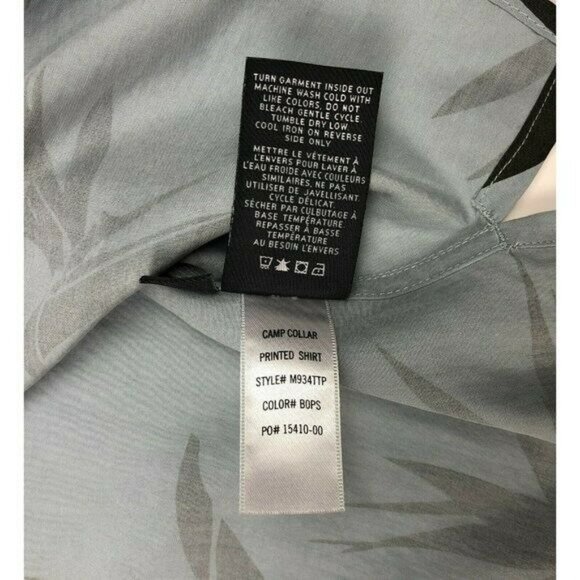 TURN GARMENT INSIDE OUT
MACHINE WASH COLD WITH
LIKE COLORS, DO NOT
BLEACH GENTLE CYCLE.
TUMBLE DRY LOW
COOL IRON ON REVERSE
SIDE ONLY
METTRE LE VÊTEMENT À
L'ENVERS POUR LAVER À
L'EAU FROIDE AVEC COULEURS
SIMILAIRES, NE PAS
UTILISER DE JAVELLISANT.
CYCLE DÉLICAT.
SÉCHER PAR CULBUTAGE À
BASE TEMPÉRATURE.
REPASSER À BASSE
TEMPÉRATURE
AU BESOIN L'ENVERS
CAMP COLLAR
PRINTED SHIRT
STYLE# M934TTP
COLOR# BOPS
PO# 15410-00